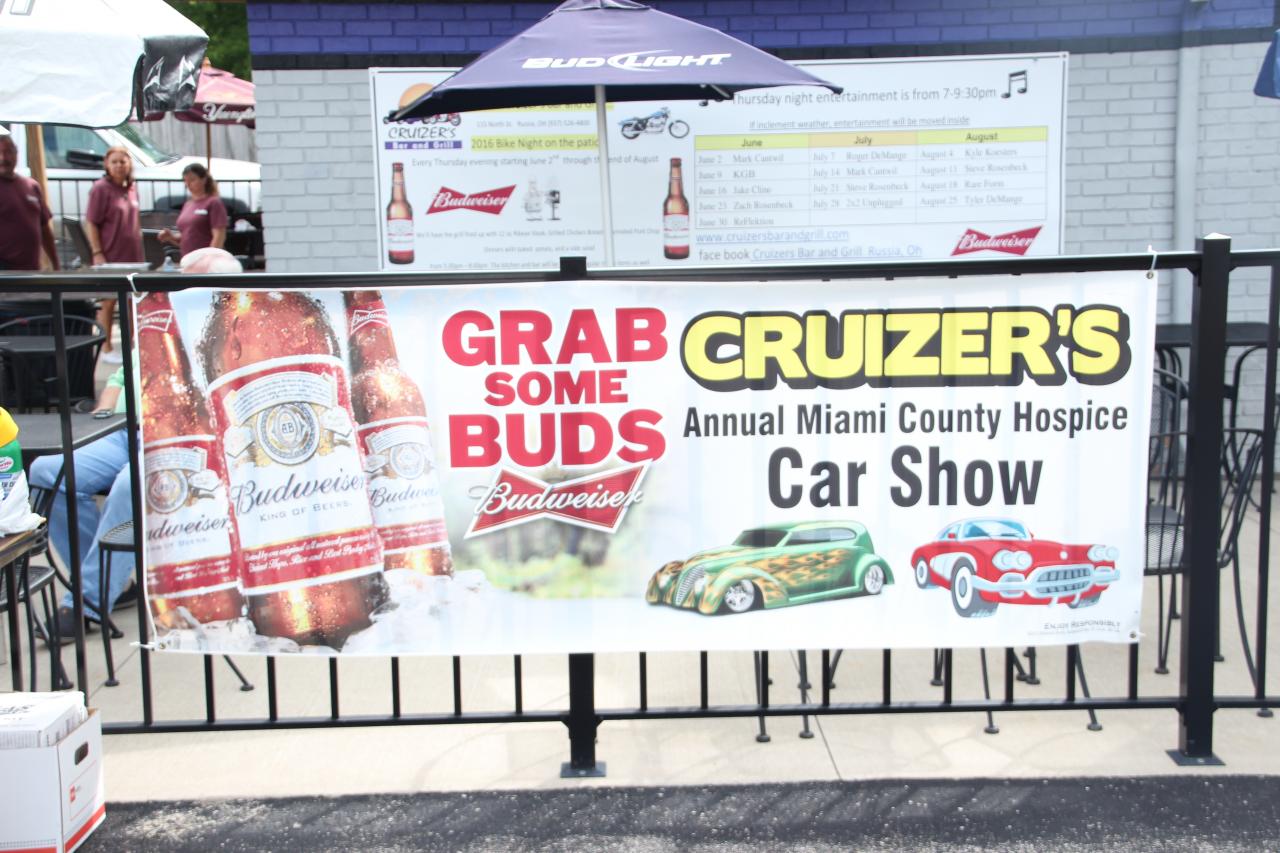 BUD LIGHT
Yuengling
CRUIZER'S
Bar and Grill
2016 Bike Night on the patio
Every Thursday evening starting June 2nd through the end of August
Budweiser
Thursday night entertainment is from 7-9:30pm
If inclement weather, entertainment will be moved inside
June July August
June 2 Mark Cantwil July 7 Roger DeMange August 4 Kyle Koesters
June 9 KGB July 14 Mark Cantwil August 11 Steve Rosenbeck
June 16 Jake Cline July 21 Steve Rosenbeck August 18 Rare Form
June 23 Zach Rosenbeck July 28 2x2 Unplugged August 25 Tyler DeMange
June 30 Reflektion
www.cruizersbarandgrill.com
face book Cruizers Bar and Grill Russia, Oh
Budweiser
GRAB
SOME
BUDS
Budweiser
Budweiser
KING OF BEERS
CRUIZER'S
Annual Miami County Hospice
Car Show
ENJOY RESPONSIBLY